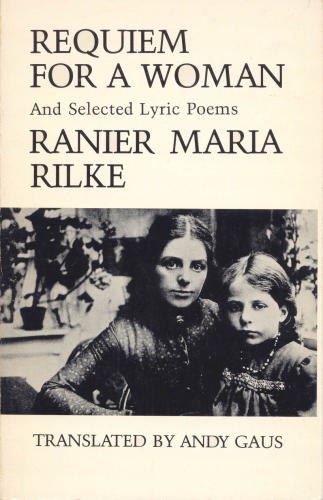 REQUIEM
FOR A WOMAN
And Selected Lyric Poems
RANIER MARIA
RILKE
TRANSLATED BY ANDY GAUS